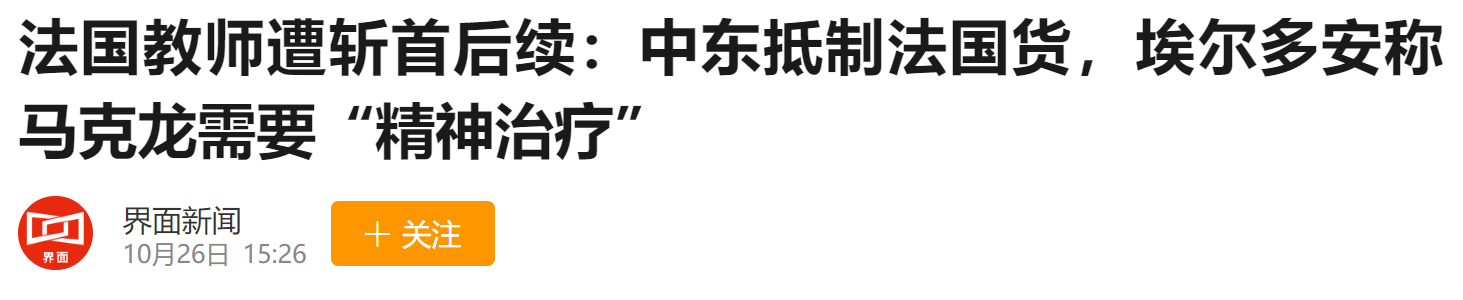 法国教师遭斩首后续：中东抵制法国货，埃尔多安称
马克龙需要“精神治疗”
界面
界面新闻
10月26日 15:26
＋关注